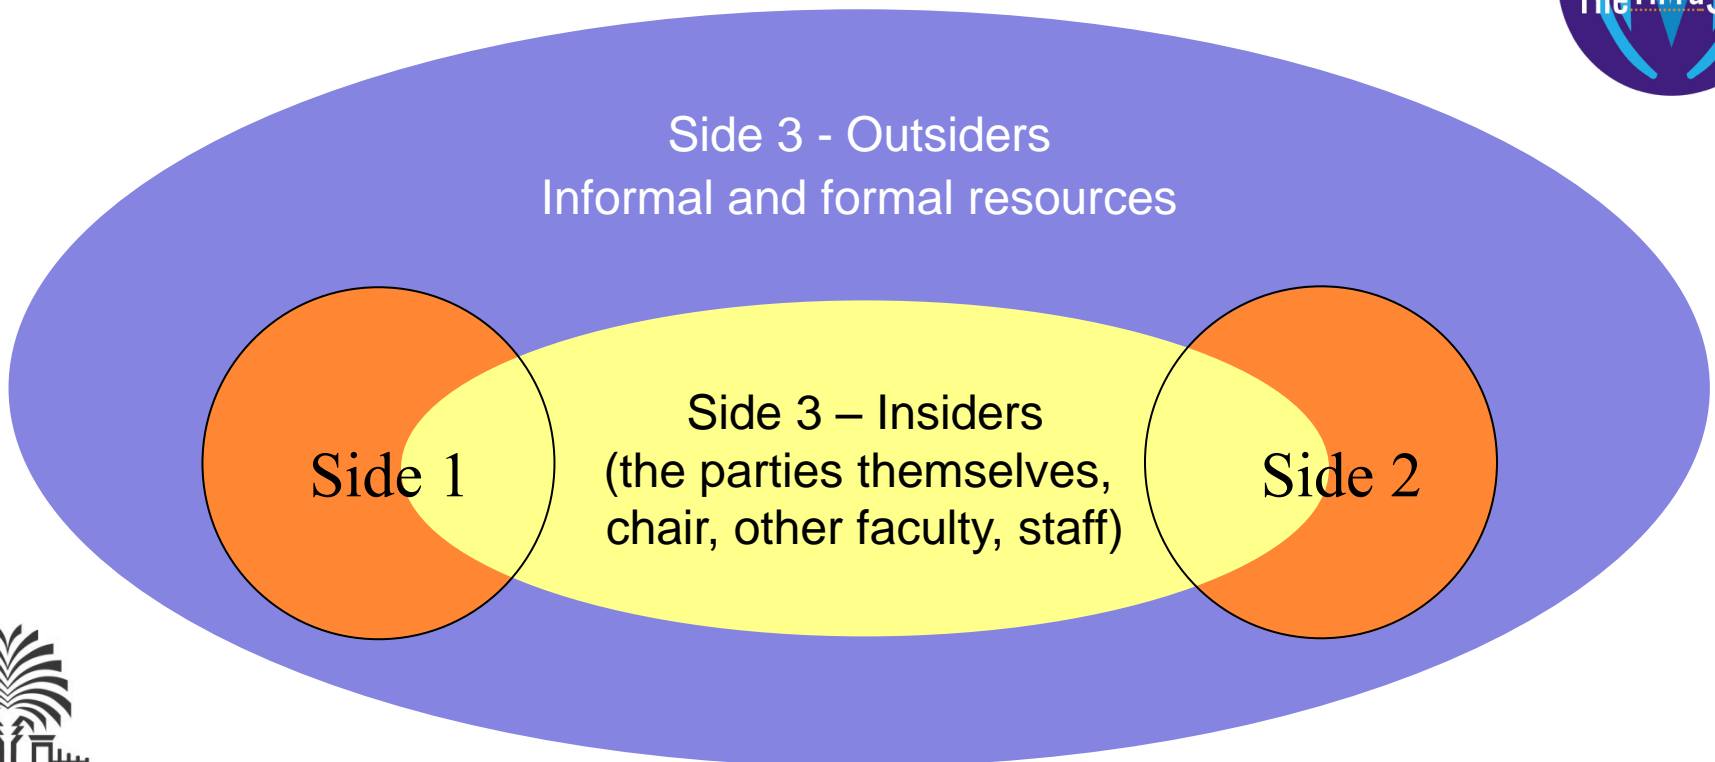 The
Side 3 - Outsiders
Informal and formal resources
Side 3 – Insiders
(the parties themselves,
chair, other faculty, staff)
Side 1
Side 2